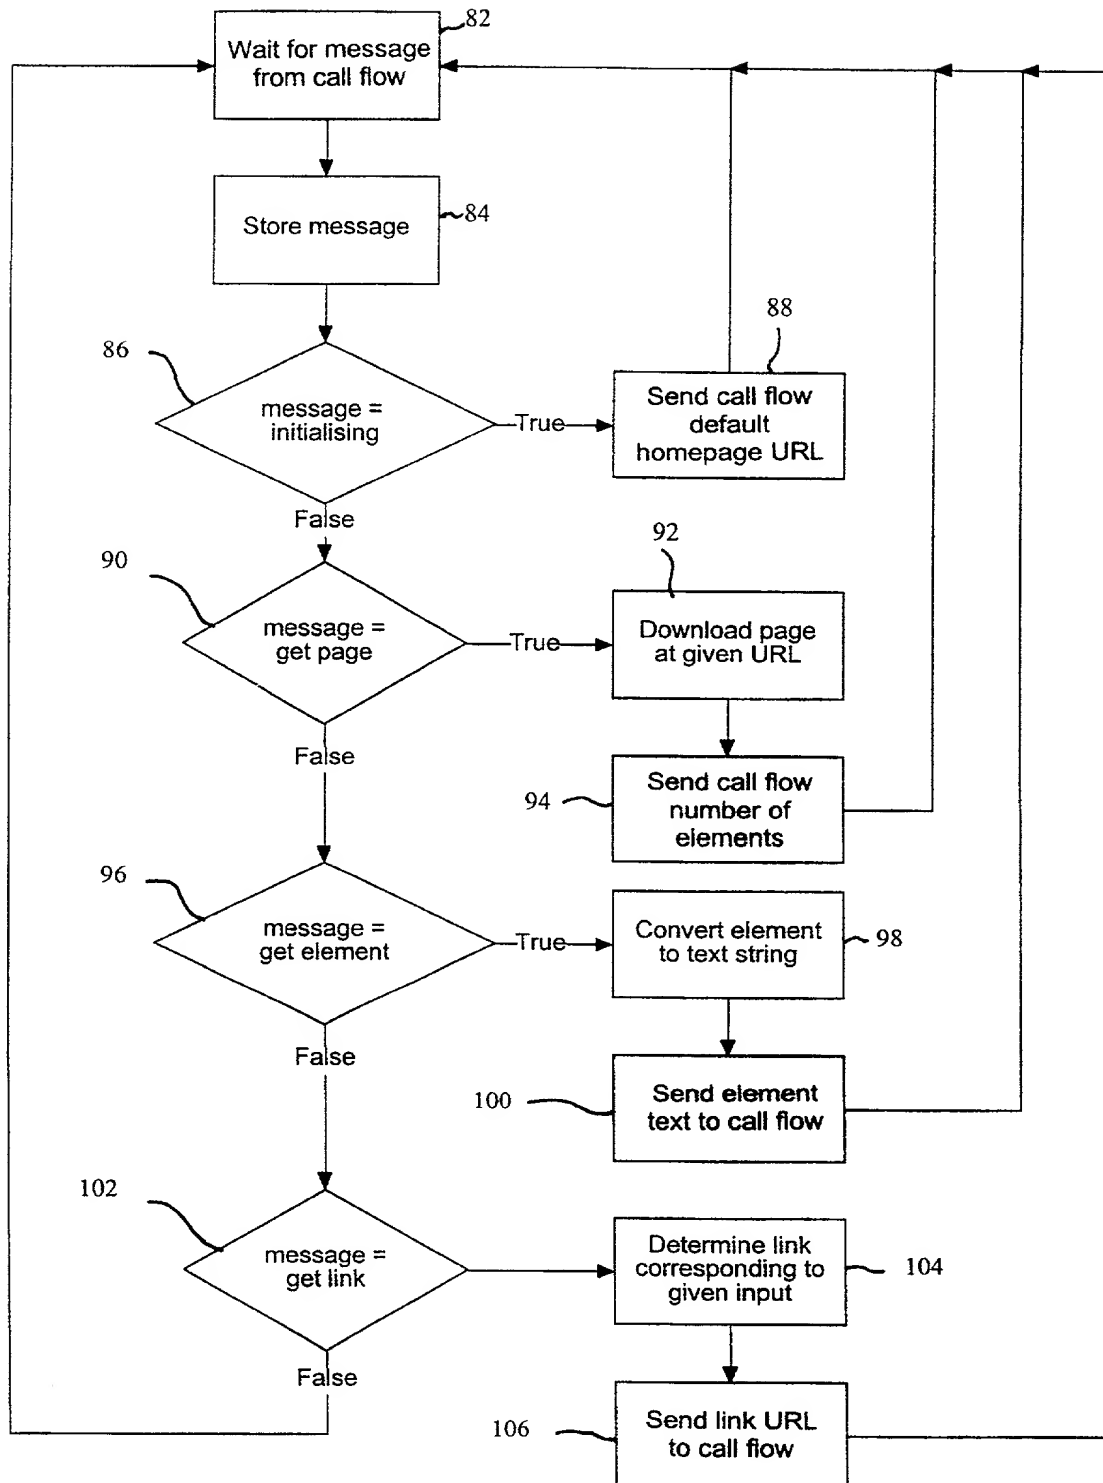 82
Wait for message
from call flow
Store message
84
86
message =
initialising
True
88
Send call flow
default
homepage URL
False
90
message =
get page
True
92
Download page
at given URL
False
94
Send call flow
number of
elements
96
message =
get element
True
Convert element
to text string
98
False
100
Send element
text to call flow
102
message =
get link
Determine link
corresponding to
given input
104
False
106
Send link URL
to call flow